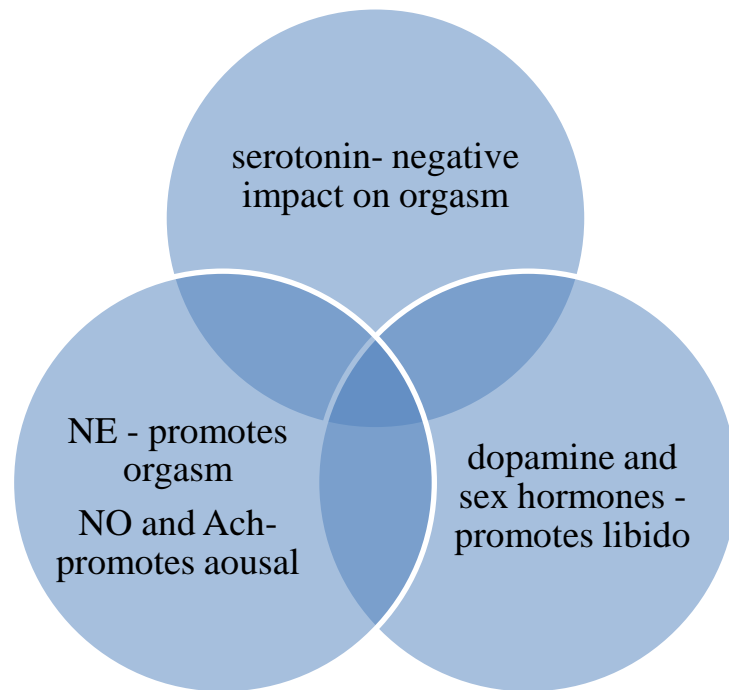 serotonin- negative
impact on orgasm
NE - promotes
orgasm
NO and Ach-
promotes aousal
dopamine and
sex hormones -
promotes libido